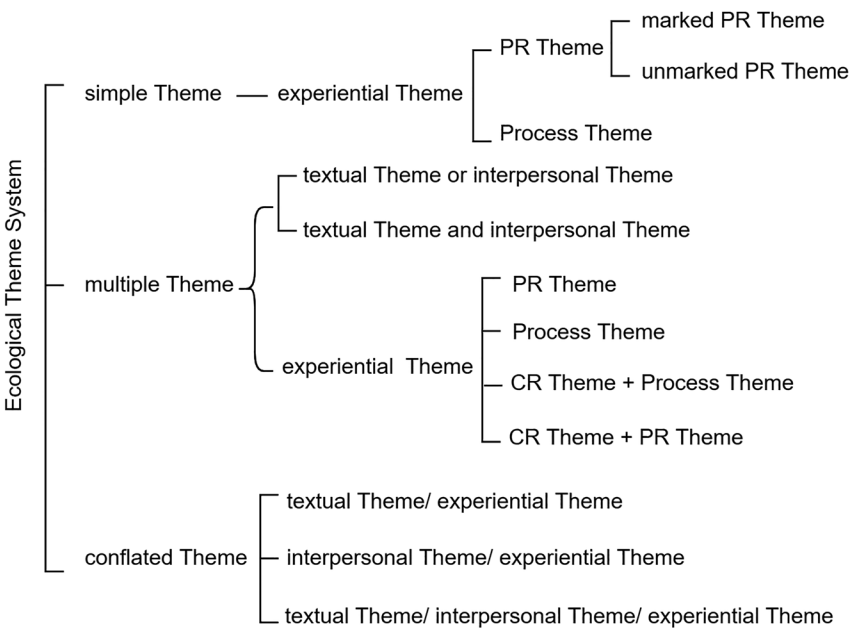 Ecological Theme System
simple Theme
experiential Theme
PR Theme
marked PR Theme
unmarked PR Theme
Process Theme
multiple Theme
textual Theme or interpersonal Theme
textual Theme and interpersonal Theme
experiential Theme
PR Theme
Process Theme
CR Theme + Process Theme
CR Theme + PR Theme
conflated Theme
textual Theme/ experiential Theme
interpersonal Theme/ experiential Theme
textual Theme/ interpersonal Theme/ experiential Theme